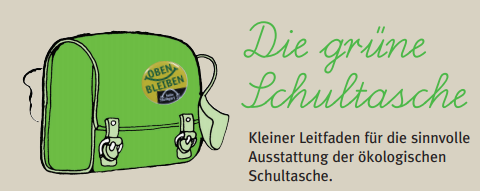 Die grüne
Schultasche
OBEN
BLEIBEN
Kleiner Leitfaden für die sinnvolle
Ausstattung der ökologischen
Schultasche.